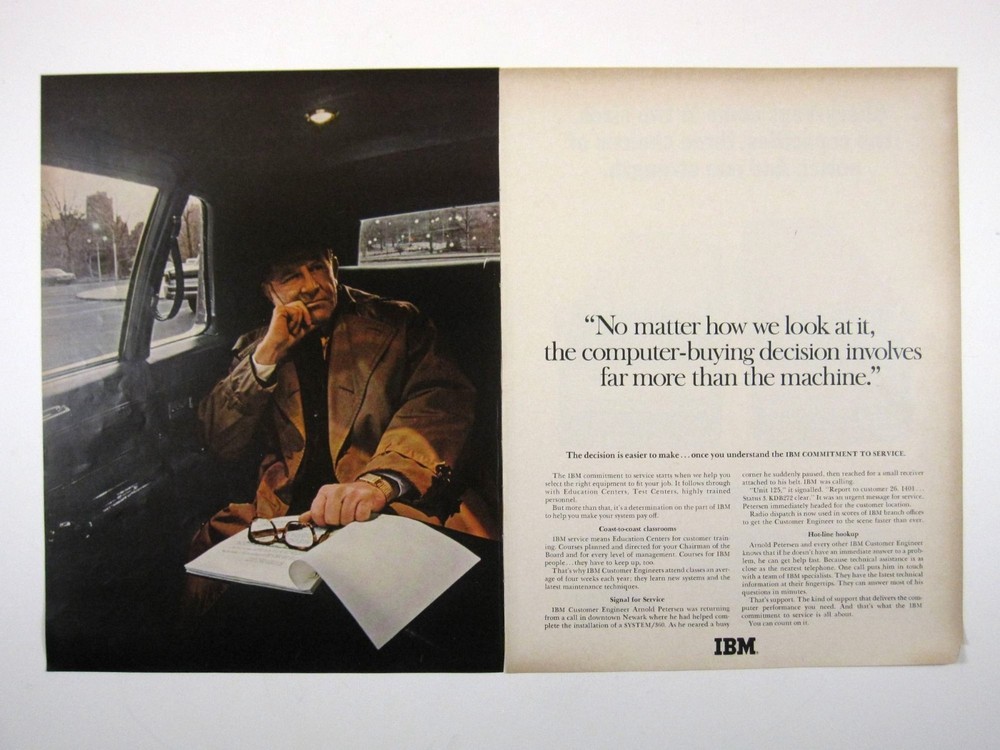 “No matter how we look at it,
the computer-buying decision involves
far more than the machine.”
The decision is easier to make...once you understand the IBM COMMITMENT TO SERVICE.
The IBM commitment to service starts when we help you
select the right equipment to fit your job. It follows through
with Education Centers, Test Centers, highly trained
personnel.
But more than that, it's a determination on the part of IBM
to help you make your system pay off.
Coast-to-coast classrooms
IBM service means Education Centers for customer train-
ing. Courses planned and directed for your Chairman of the
Board and for every level of management. Courses for IBM
people...they have to keep up, too.
That's why IBM Customer Engineers attend classes an aver-
age of four weeks each year; they learn new systems and the
latest maintenance techniques.
Signal for Service
IBM Customer Engineer Arnold Petersen was returning
from a call in downtown Newark where he had helped com-
plete the installation of a SYSTEM/360. As he neared a busy
corner he suddenly paused, then reached for a small receiver
attached to his belt. IBM was calling.
"Unit 125," it signalled. "Report to customer 26, 1401...
Status 3, KDR272 clear." It was an urgent message for service.
Petersen immediately headed for the customer location.
Radio dispatch is now used in scores of IBM branch offices
to get the Customer Engineer to the scene faster than ever.
Hot-line hookup
Arnold Petersen and every other IBM Customer Engineer
knows that if he doesn't have an immediate answer to a prob-
lem, he can get help fast. Because technical assistance is as
close as the nearest telephone. One call puts him in touch
with a team of IBM specialists. They have the latest technical
information at their fingertips. They can answer most of his
questions in minutes.
That's support. The kind of support that delivers the com-
puter performance you need. And that's what the IBM
commitment to service is all about.
You can count on it.
IBM®